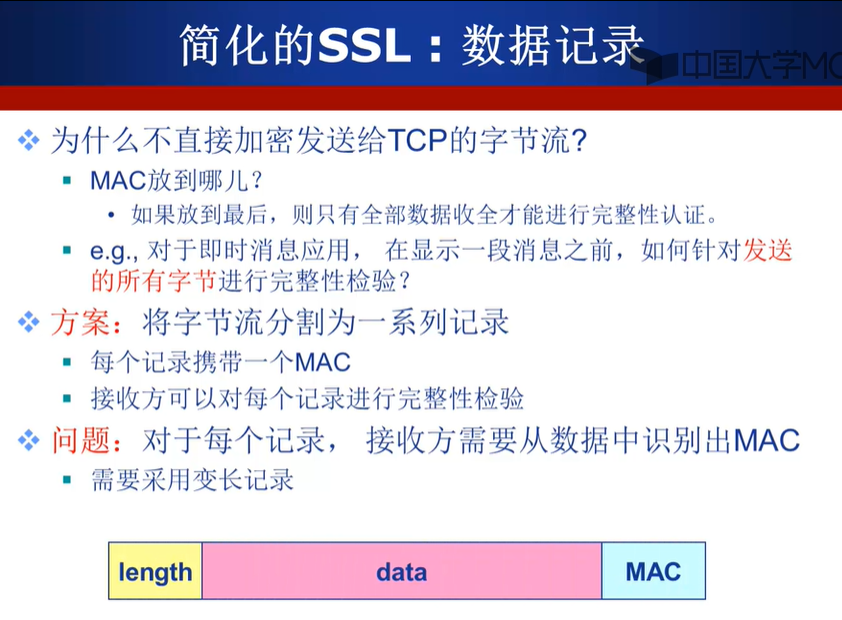 简化的SSL：数据记录
中国大学MO
为什么不直接加密发送给TCP的字节流?
MAC放到哪儿?
如果放到最后，则只有全部数据收全才能进行完整性认证。
e.g., 对于即时消息应用， 在显示一段消息之前，如何针对发送
的所有字节进行完整性检验?
方案：将字节流分割为一系列记录
每个记录携带一个MAC
接收方可以对每个记录进行完整性检验
问题：对于每个记录， 接收方需要从数据中识别出MAC
需要采用变长记录
length data MAC